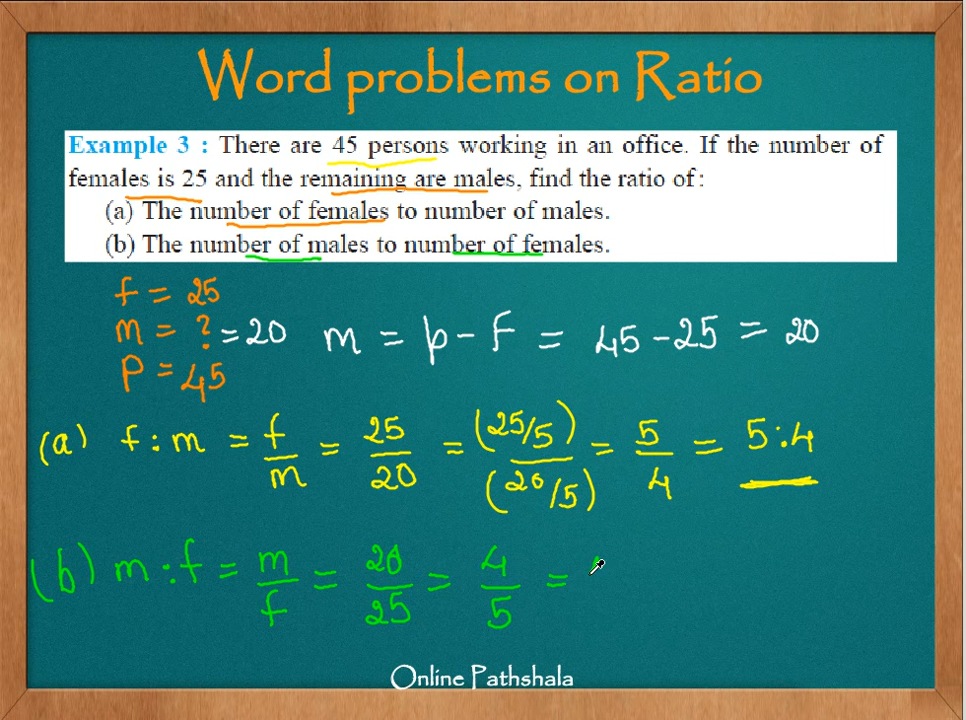 Word problems on Ratio
Example 3 : There are 45 persons working in an office. If the number of
females is 25 and the remaining are males, find the ratio of:
(a) The number of females to number of males.
(b) The number of males to number of females.
f = 25
m = ? = 20 m = p - f = 45 - 25 = 20
P = 45
(a) f : m = f/m = 25/20 = (25/5)/(20/5) = 5/4 = 5:4
(b) m : f = m/f = 20/25 = 4/5 =
Online Pathshala